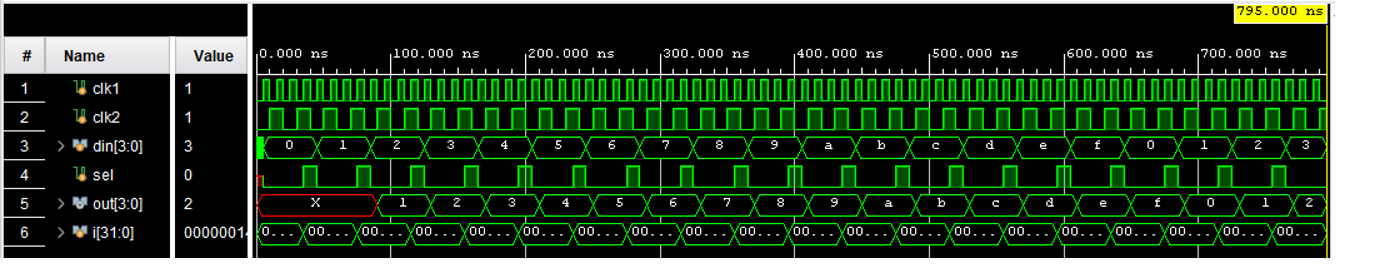 795.000 ns
# Name Value 0.000 ns 100.000 ns 200.000 ns 300.000 ns 400.000 ns 500.000 ns 600.000 ns 700.000 ns
1 clk1 1
2 clk2 1
3 din[3:0] 3 0 1 2 3 4 5 6 7 8 9 a b c d e f 0 1 2 3
4 sel 0
5 out[3:0] 2 X 1 2 3 4 5 6 7 8 9 a b c d e f 0 1 2
6 i[31:0] 00000014 0... 00... 00... 00... 00... 00... 00... 00... 00... 00... 00... 00... 00... 00... 00... 00... 00... 00... 00... 00...